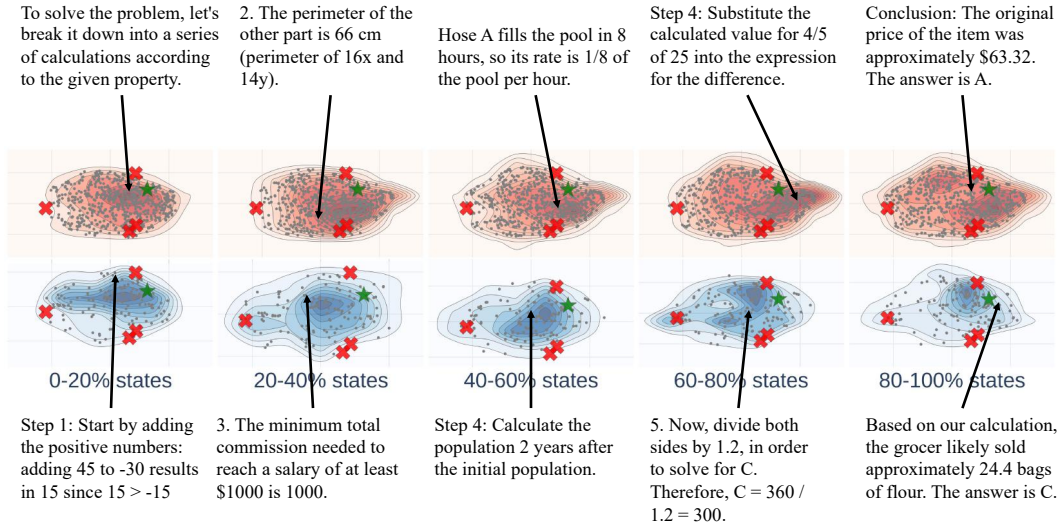 To solve the problem, let's
break it down into a series
of calculations according
to the given property.
2. The perimeter of the
other part is 66 cm
(perimeter of 16x and
14y).
Hose A fills the pool in 8
hours, so its rate is 1/8 of
the pool per hour.
Step 4: Substitute the
calculated value for 4/5
of 25 into the expression
for the difference.
Conclusion: The original
price of the item was
approximately $63.32.
The answer is A.
0-20% states
20-40% states
40-60% states
60-80% states
80-100% states
Step 1: Start by adding
the positive numbers:
adding 45 to -30 results
in 15 since 15 > -15
3. The minimum total
commission needed to
reach a salary of at least
$1000 is 1000.
Step 4: Calculate the
population 2 years after
the initial population.
5. Now, divide both
sides by 1.2, in order
to solve for C.
Therefore, C = 360 /
1.2 = 300.
Based on our calculation,
the grocer likely sold
approximately 24.4 bags
of flour. The answer is C.